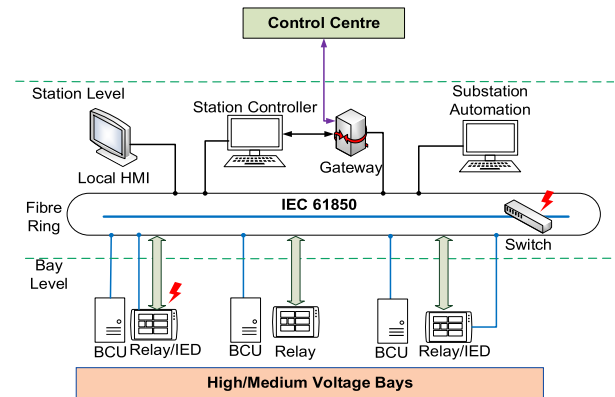 Control Centre
Station Level
Station Controller
Substation
Automation
Local HMI
Gateway
IEC 61850
Fibre
Ring
Switch
Bay
Level
BCU
Relay/IED
BCU
Relay
BCU
Relay/IED
High/Medium Voltage Bays